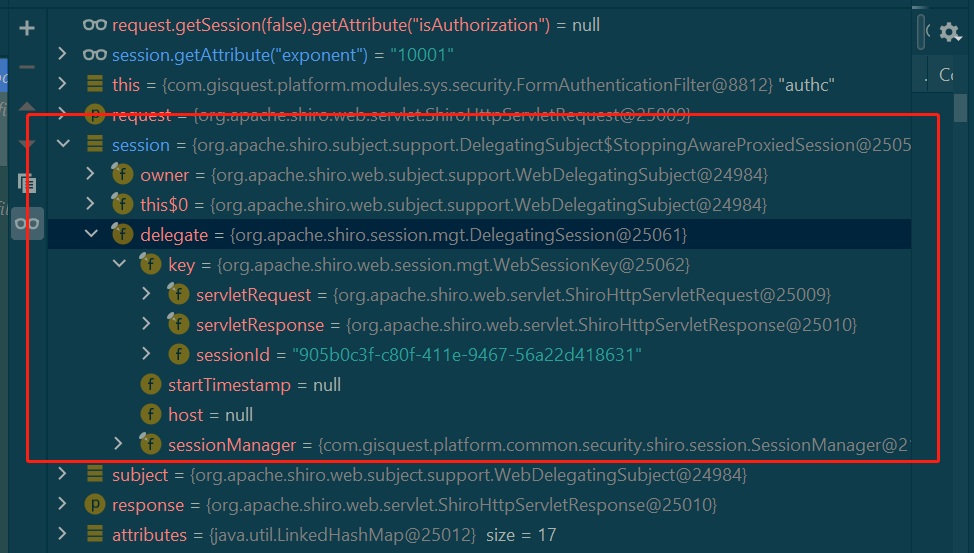 request.getSession(false).getAttribute("isAuthorization") = null
session.getAttribute("exponent") = "10001"
this = {com.gisquest.platform.modules.sys.security.FormAuthenticationFilter@8812} "authc"
request = {org.apache.shiro.web.servlet.ShiroHttpServletRequest@25009}
session = {org.apache.shiro.subject.support.DelegatingSubject$StoppingAwareProxiedSession@2505
owner = {org.apache.shiro.web.subject.support.WebDelegatingSubject@24984}
this$0 = {org.apache.shiro.web.subject.support.WebDelegatingSubject@24984}
delegate = {org.apache.shiro.session.mgt.DelegatingSession@25061}
key = {org.apache.shiro.web.session.mgt.WebSessionKey@25062}
servletRequest = {org.apache.shiro.web.servlet.ShiroHttpServletRequest@25009}
servletResponse = {org.apache.shiro.web.servlet.ShiroHttpServletResponse@25010}
sessionId = "905b0c3f-c80f-411e-9467-56a22d418631"
startTimestamp = null
host = null
sessionManager = {com.gisquest.platform.common.security.shiro.session.SessionManager@2
subject = {org.apache.shiro.web.subject.support.WebDelegatingSubject@24984}
response = {org.apache.shiro.web.servlet.ShiroHttpServletResponse@25010}
attributes = {java.util.LinkedHashMap@25012} size = 17